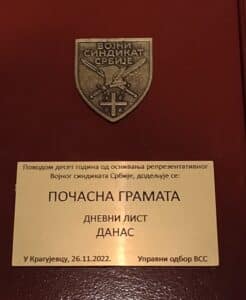 ВОЈНИ
СИНДИКАТ
СРБИЈЕ
Поводом десет година од оснивања репрезентативног
Војног синдиката Србије, додељује се:
ПОЧАСНА ГРАМАТА
ДНЕВНИ ЛИСТ
ДАНАС
У Крагујевцу, 26.11.2022. Управни одбор ВСС